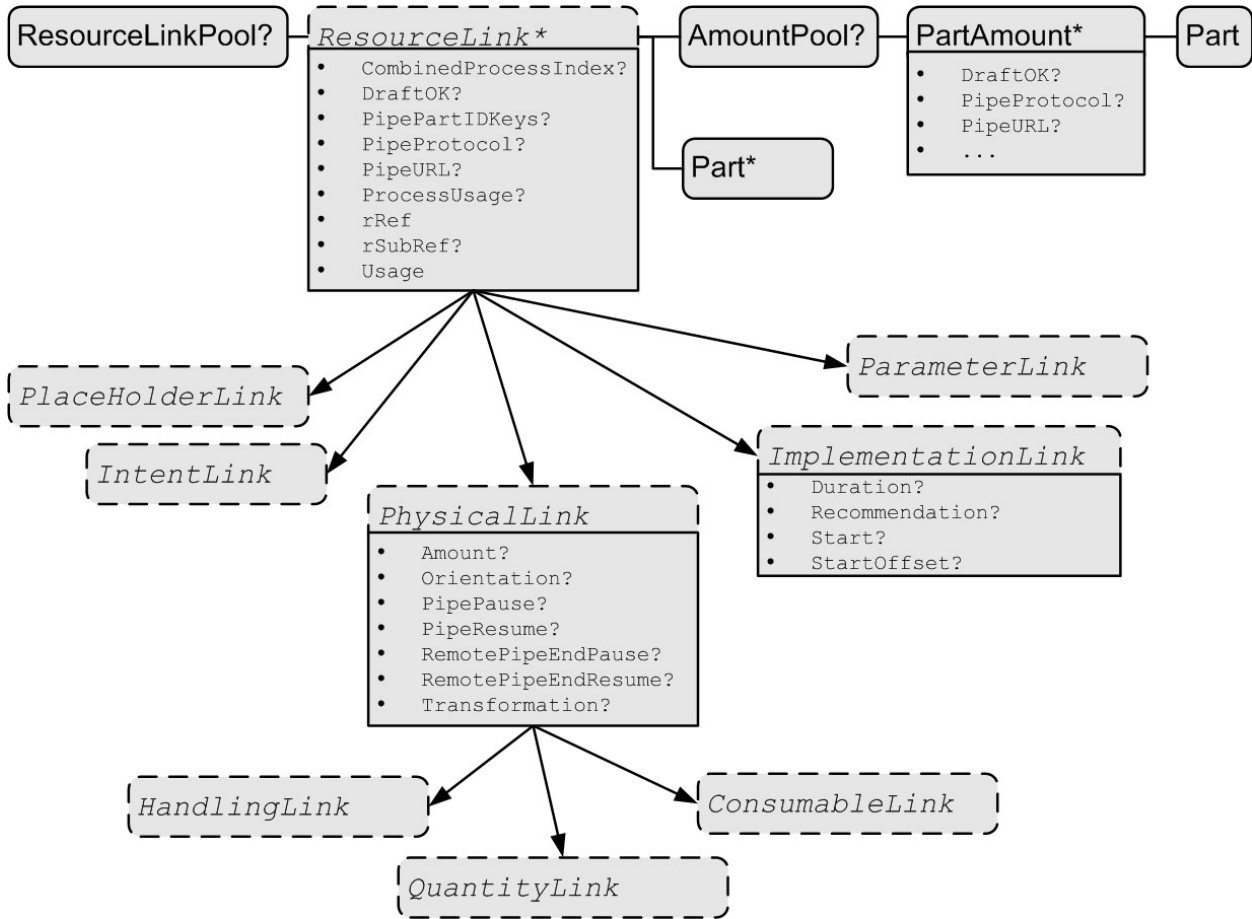 ResourceLinkPool?
ResourceLink*
• CombinedProcessIndex?
• DraftOK?
• PipePartIDKeys?
• PipeProtocol?
• PipeURL?
• ProcessUsage?
• rRef
• rSubRef?
• Usage
AmountPool?
PartAmount*
• DraftOK?
• PipeProtocol?
• PipeURL?
• ...
Part
Part*
PlaceHolderLink
IntentLink
ParameterLink
ImplementationLink
• Duration?
• Recommendation?
• Start?
• StartOffset?
PhysicalLink
• Amount?
• Orientation?
• PipePause?
• PipeResume?
• RemotePipeEndPause?
• RemotePipeEndResume?
• Transformation?
HandlingLink
ConsumableLink
QuantityLink